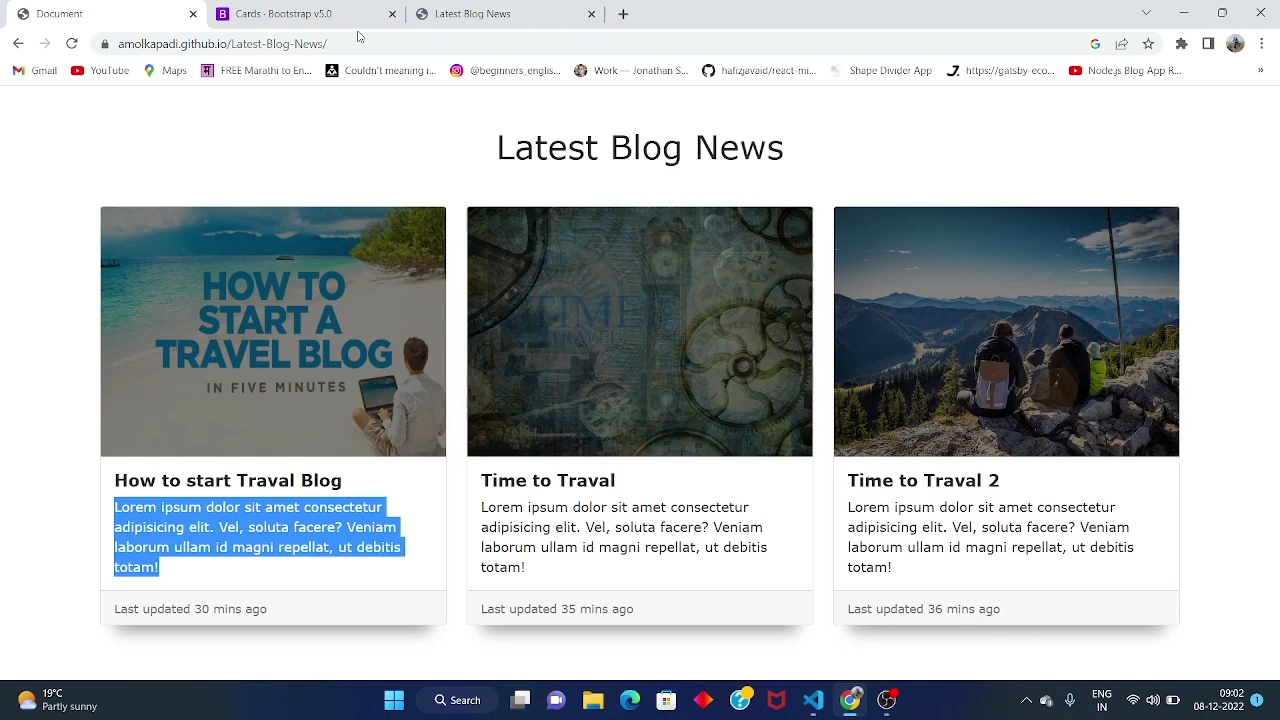 Document
Cards · Bootstrap v5.0
Latest Blog News
amolkapadi.github.io/Latest-Blog-News/
Gmail
YouTube
Maps
FREE Marathi to En...
Couldn't meaning i...
@beginners_englis...
Work — Jonathan S...
hafizjavaid/react-mi...
Shape Divider App
https://gatsby-eco...
Node.js Blog App R...
»
Latest Blog News
HOW TO
START A
TRAVEL BLOG
IN FIVE MINUTES
TIME
How to start Traval Blog
Lorem ipsum dolor sit amet consectetur
adipisicing elit. Vel, soluta facere? Veniam
laborum ullam id magni repellat, ut debitis
totam!
Last updated 30 mins ago
Time to Traval
Lorem ipsum dolor sit amet consectetur
adipisicing elit. Vel, soluta facere? Veniam
laborum ullam id magni repellat, ut debitis
totam!
Last updated 35 mins ago
Time to Traval 2
Lorem ipsum dolor sit amet consectetur
adipisicing elit. Vel, soluta facere? Veniam
laborum ullam id magni repellat, ut debitis
totam!
Last updated 36 mins ago
19°C
Partly sunny
Search
ENG
IN
09:02
08-12-2022
1